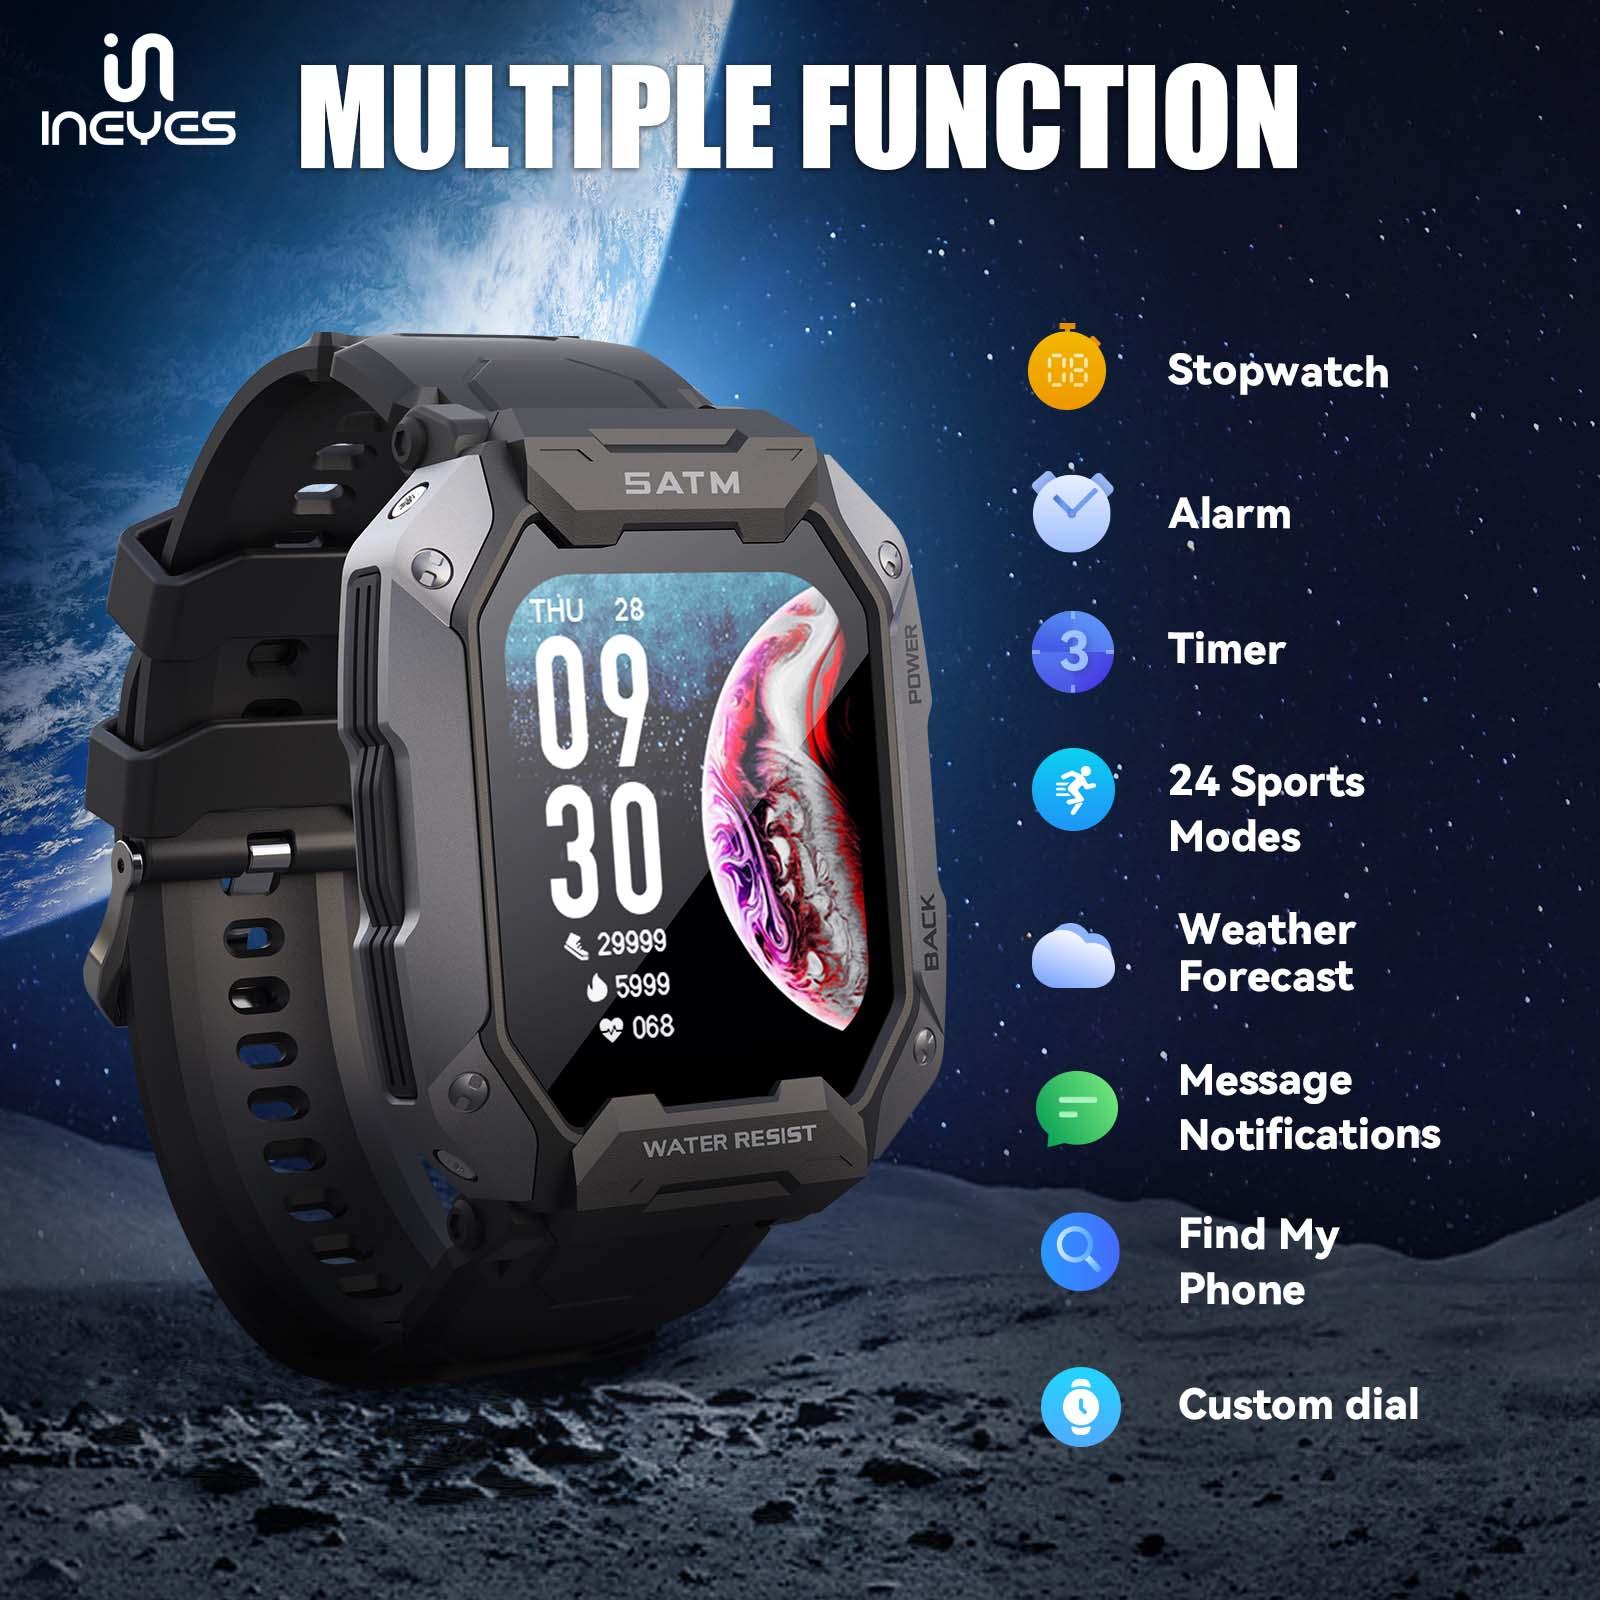 INEYES
MULTIPLE FUNCTION
5ATM
THU 28
09
30
29999
5999
068
POWER
BACK
WATER RESIST
08
Stopwatch
Alarm
3
Timer
24 Sports
Modes
Weather
Forecast
Message
Notifications
Find My
Phone
Custom dial